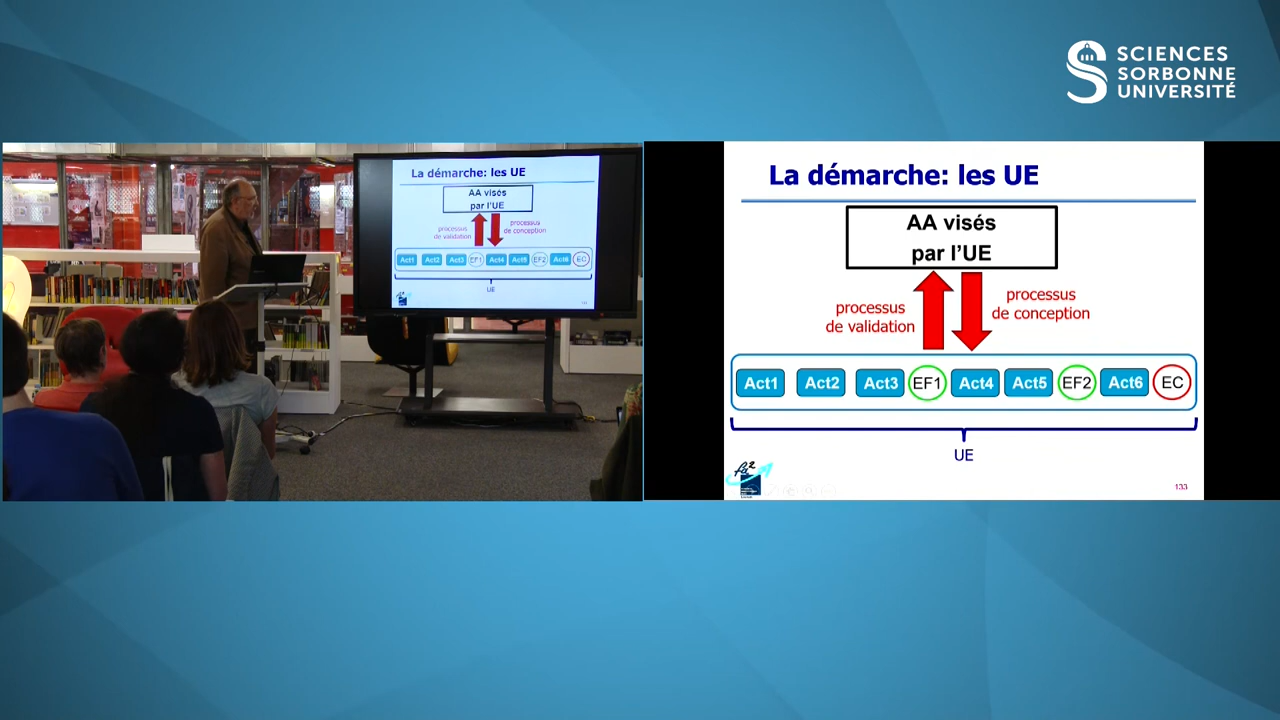 SCIENCES
SORBONNE
UNIVERSITÉ
La démarche: les UE
AA visés
par l'UE
processus
de validation
processus
de conception
Act1 Act2 Act3 EF1 Act4 Act5 EF2 Act6 EC
UE
La démarche: les UE
AA visés
par l'UE
processus
de validation
processus
de conception
Act1 Act2 Act3 EF1 Act4 Act5 EF2 Act6 EC
UE
133